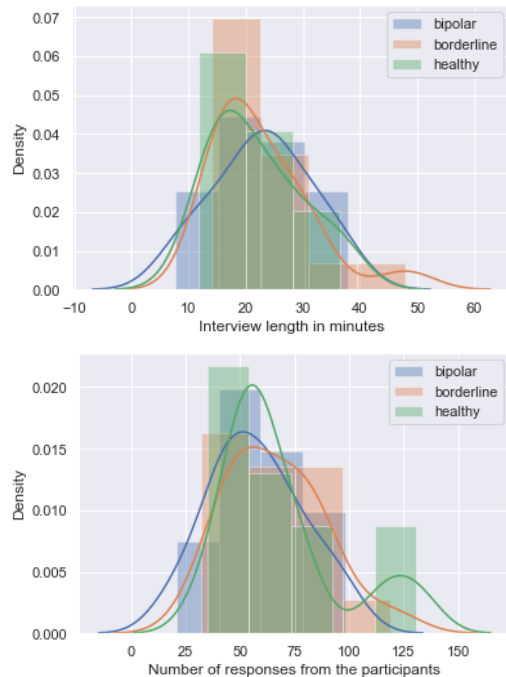 0.07
0.06
0.05
0.04
0.03
0.02
0.01
0.00
Density
bipolar
borderline
healthy
−10 0 10 20 30 40 50 60
Interview length in minutes
0.020
0.015
0.010
0.005
0.000
Density
bipolar
borderline
healthy
0 25 50 75 100 125 150
Number of responses from the participants